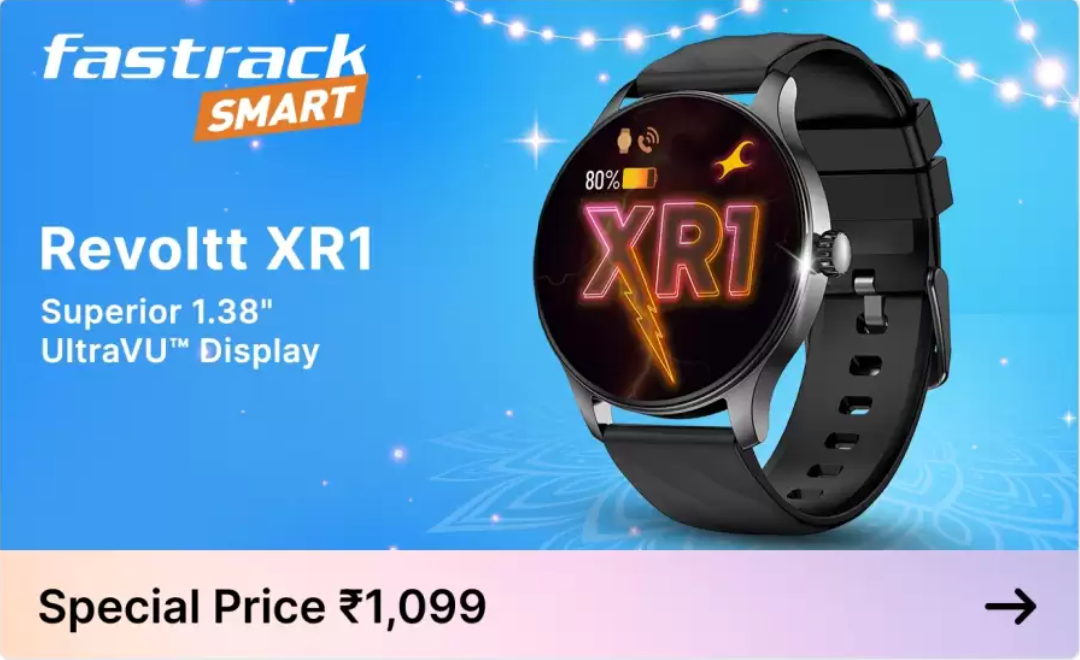 fastrack
SMART
Revoltt XR1
Superior 1.38"
UltraVU™ Display
80%
XR1
Special Price ₹1,099